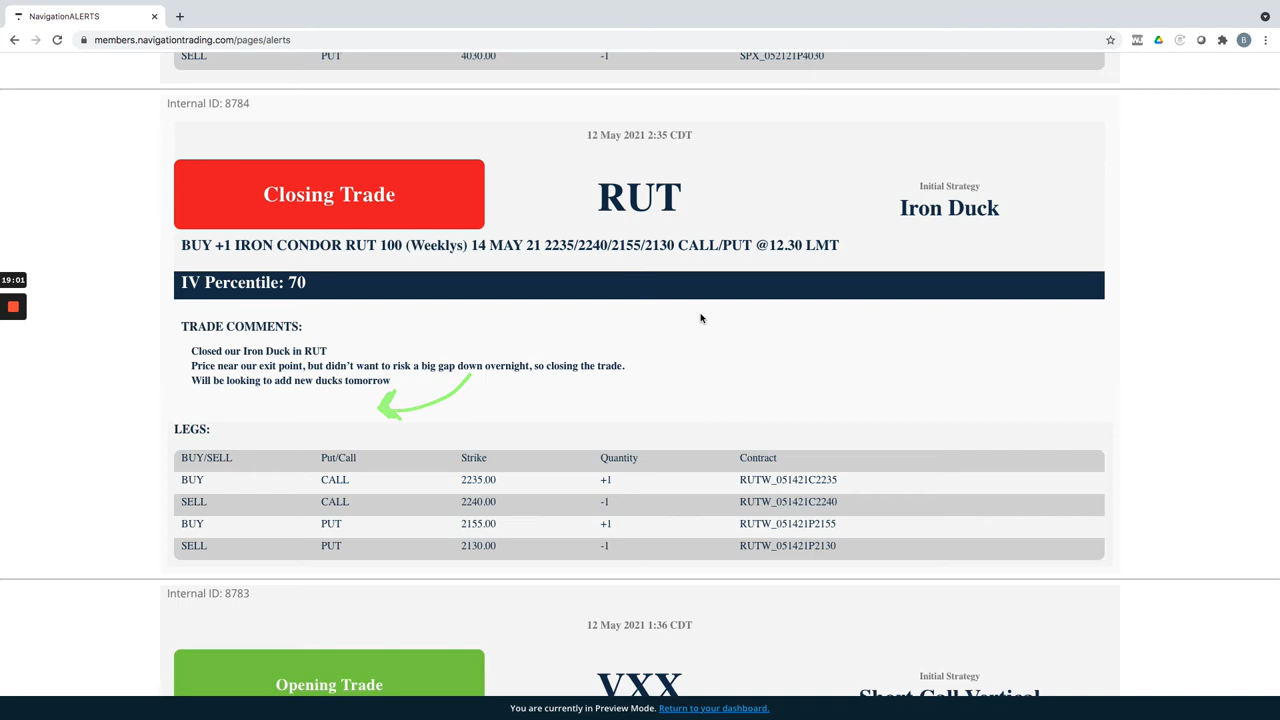 NavigationALERTS
members.navigationtrading.com/pages/alerts
B
SELL PUT 4030.00 -1 SPX_052121P4030
Internal ID: 8784
12 May 2021 2:35 CDT
Closing Trade
RUT
Initial Strategy
Iron Duck
BUY +1 IRON CONDOR RUT 100 (Weeklys) 14 MAY 21 2235/2240/2155/2130 CALL/PUT @12.30 LMT
19:01
IV Percentile: 70
TRADE COMMENTS:
Closed our Iron Duck in RUT
Price near our exit point, but didn’t want to risk a big gap down overnight, so closing the trade.
Will be looking to add new ducks tomorrow
LEGS:
BUY/SELL Put/Call Strike Quantity Contract
BUY CALL 2235.00 +1 RUTW_051421C2235
SELL CALL 2240.00 -1 RUTW_051421C2240
BUY PUT 2155.00 +1 RUTW_051421P2155
SELL PUT 2130.00 -1 RUTW_051421P2130
Internal ID: 8783
12 May 2021 1:36 CDT
Opening Trade
VXX
Initial Strategy
Short Call Vertical
You are currently in Preview Mode. Return to your dashboard.